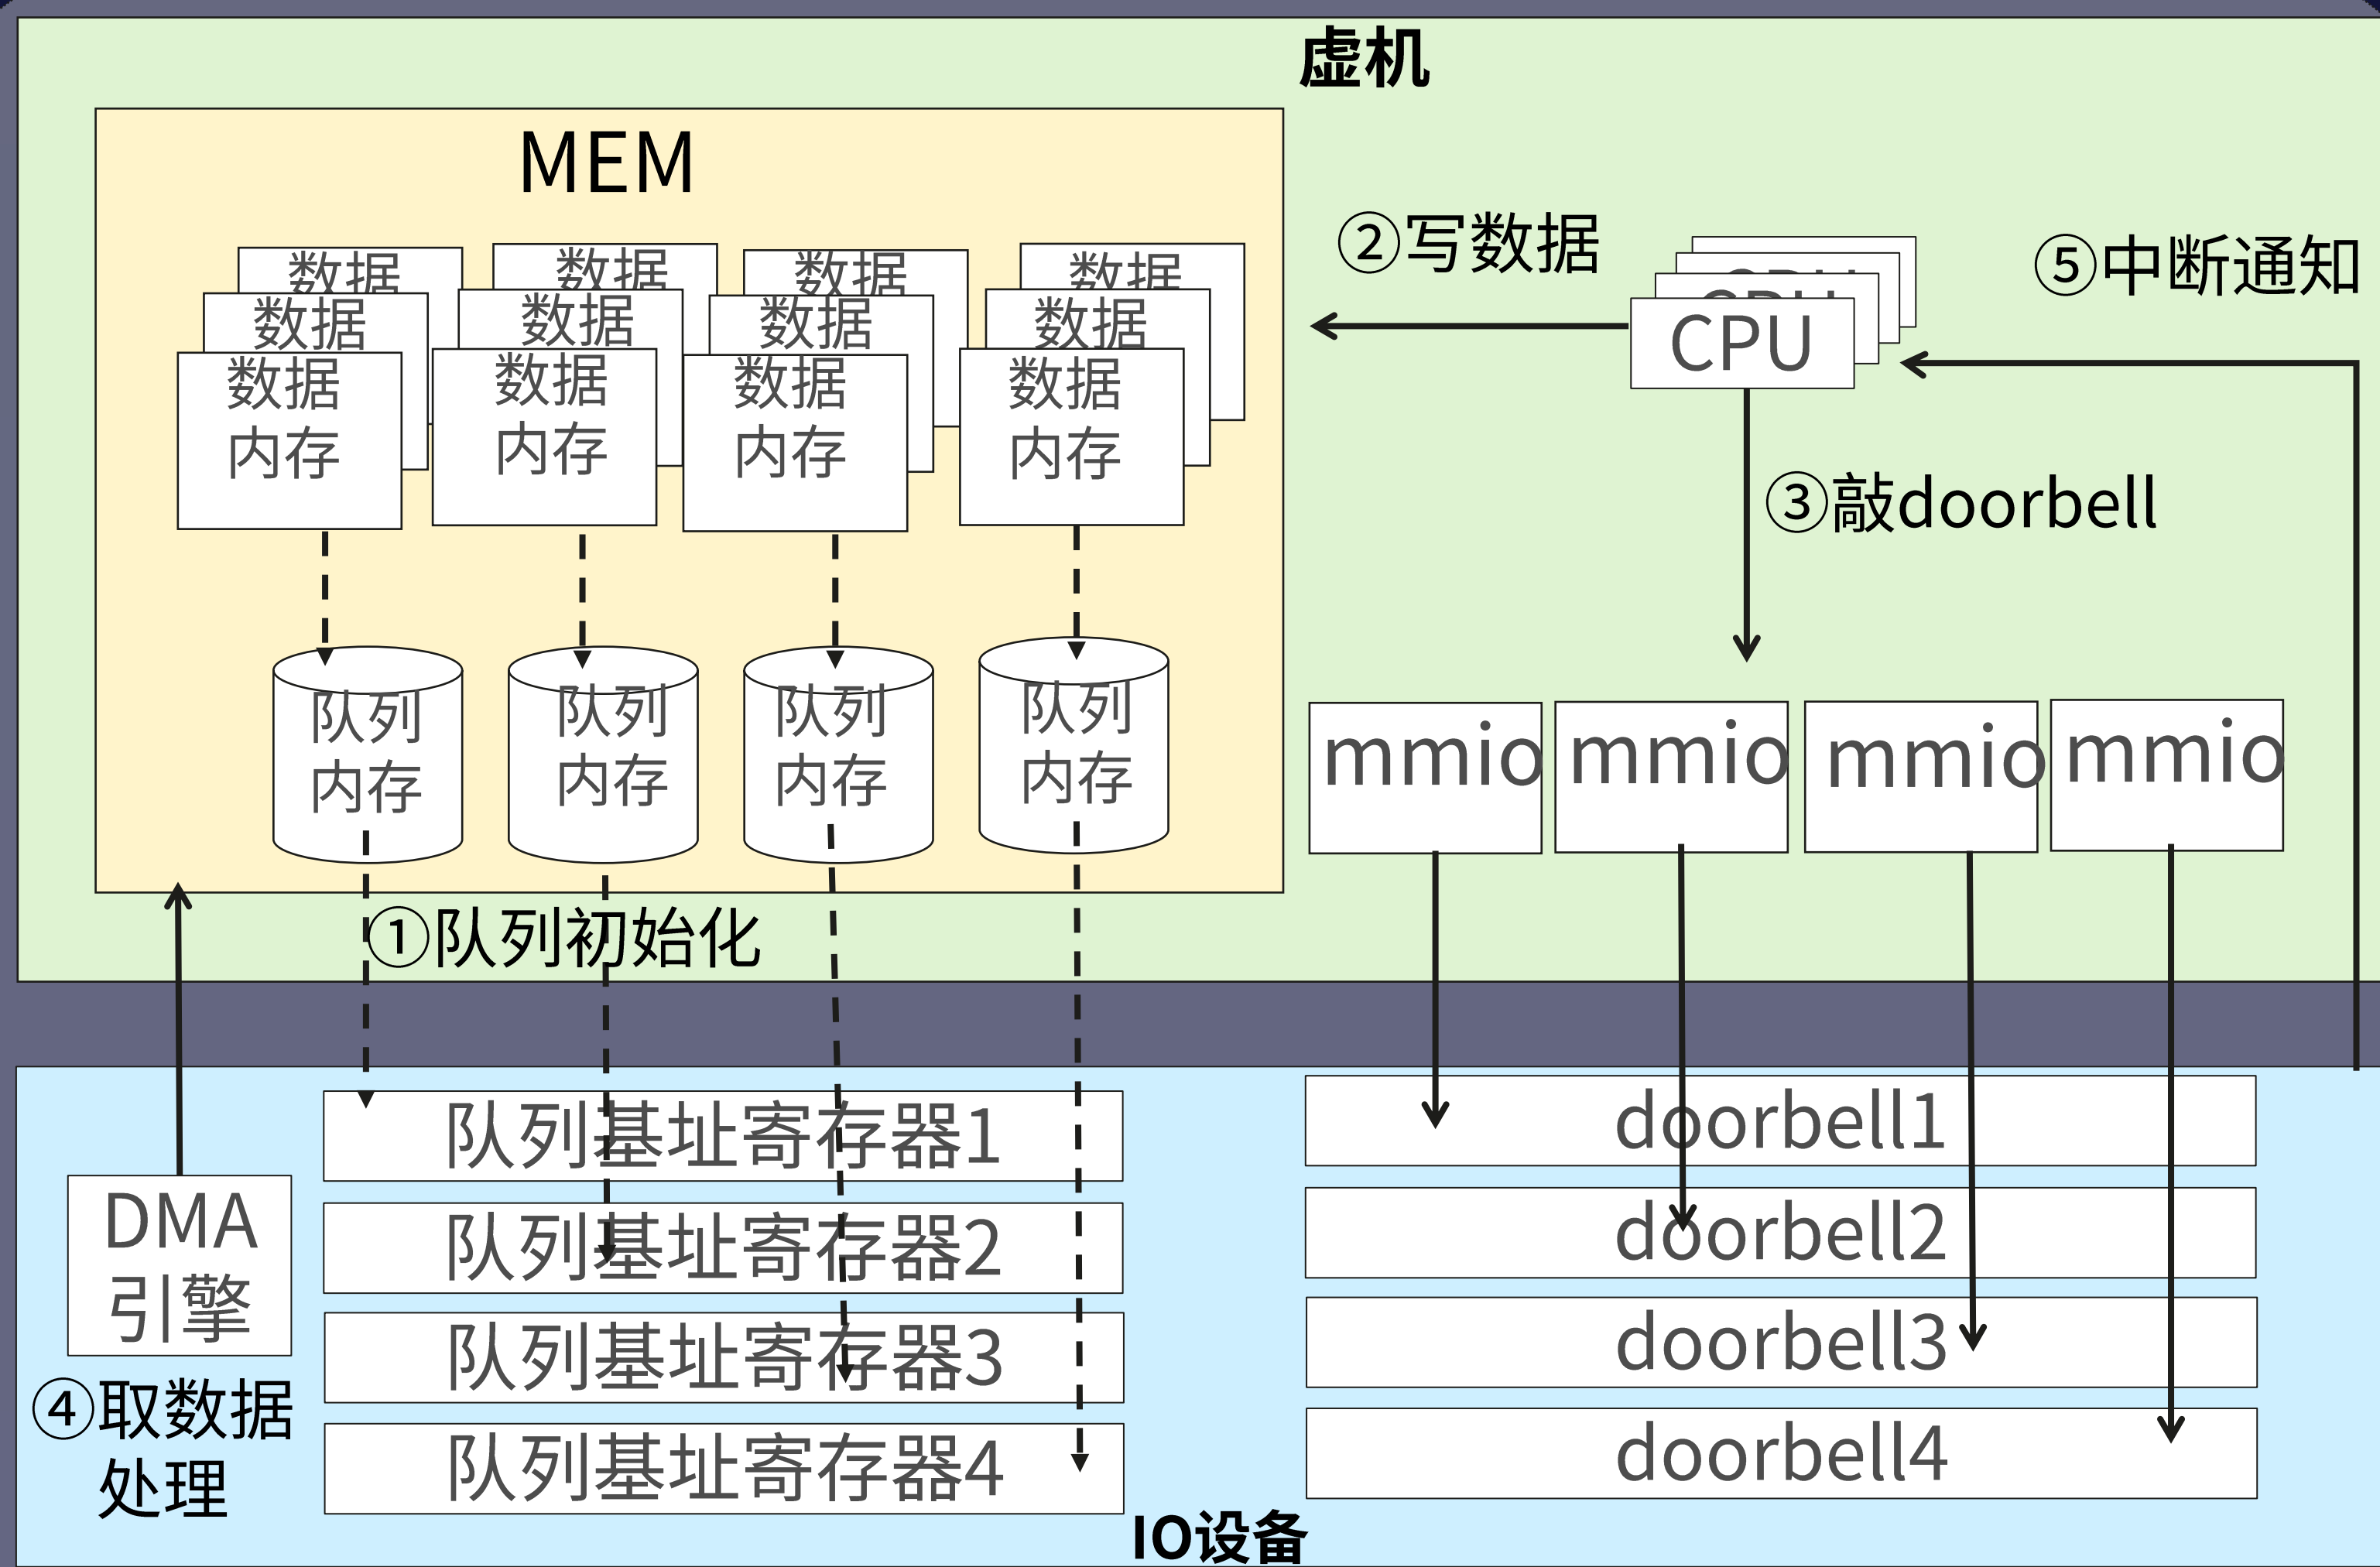 虚机
MEM
数据
数据
数据
数据
数据
数据
数据
数据
数据
内存
数据
内存
数据
内存
数据
内存
队列
内存
队列
内存
队列
内存
队列
内存
②写数据
CPU
CPU
⑤中断通知
③敲doorbell
mmio
mmio
mmio
mmio
①队列初始化
DMA
引擎
④取数据
处理
队列基址寄存器1
队列基址寄存器2
队列基址寄存器3
队列基址寄存器4
doorbell1
doorbell2
doorbell3
doorbell4
IO设备